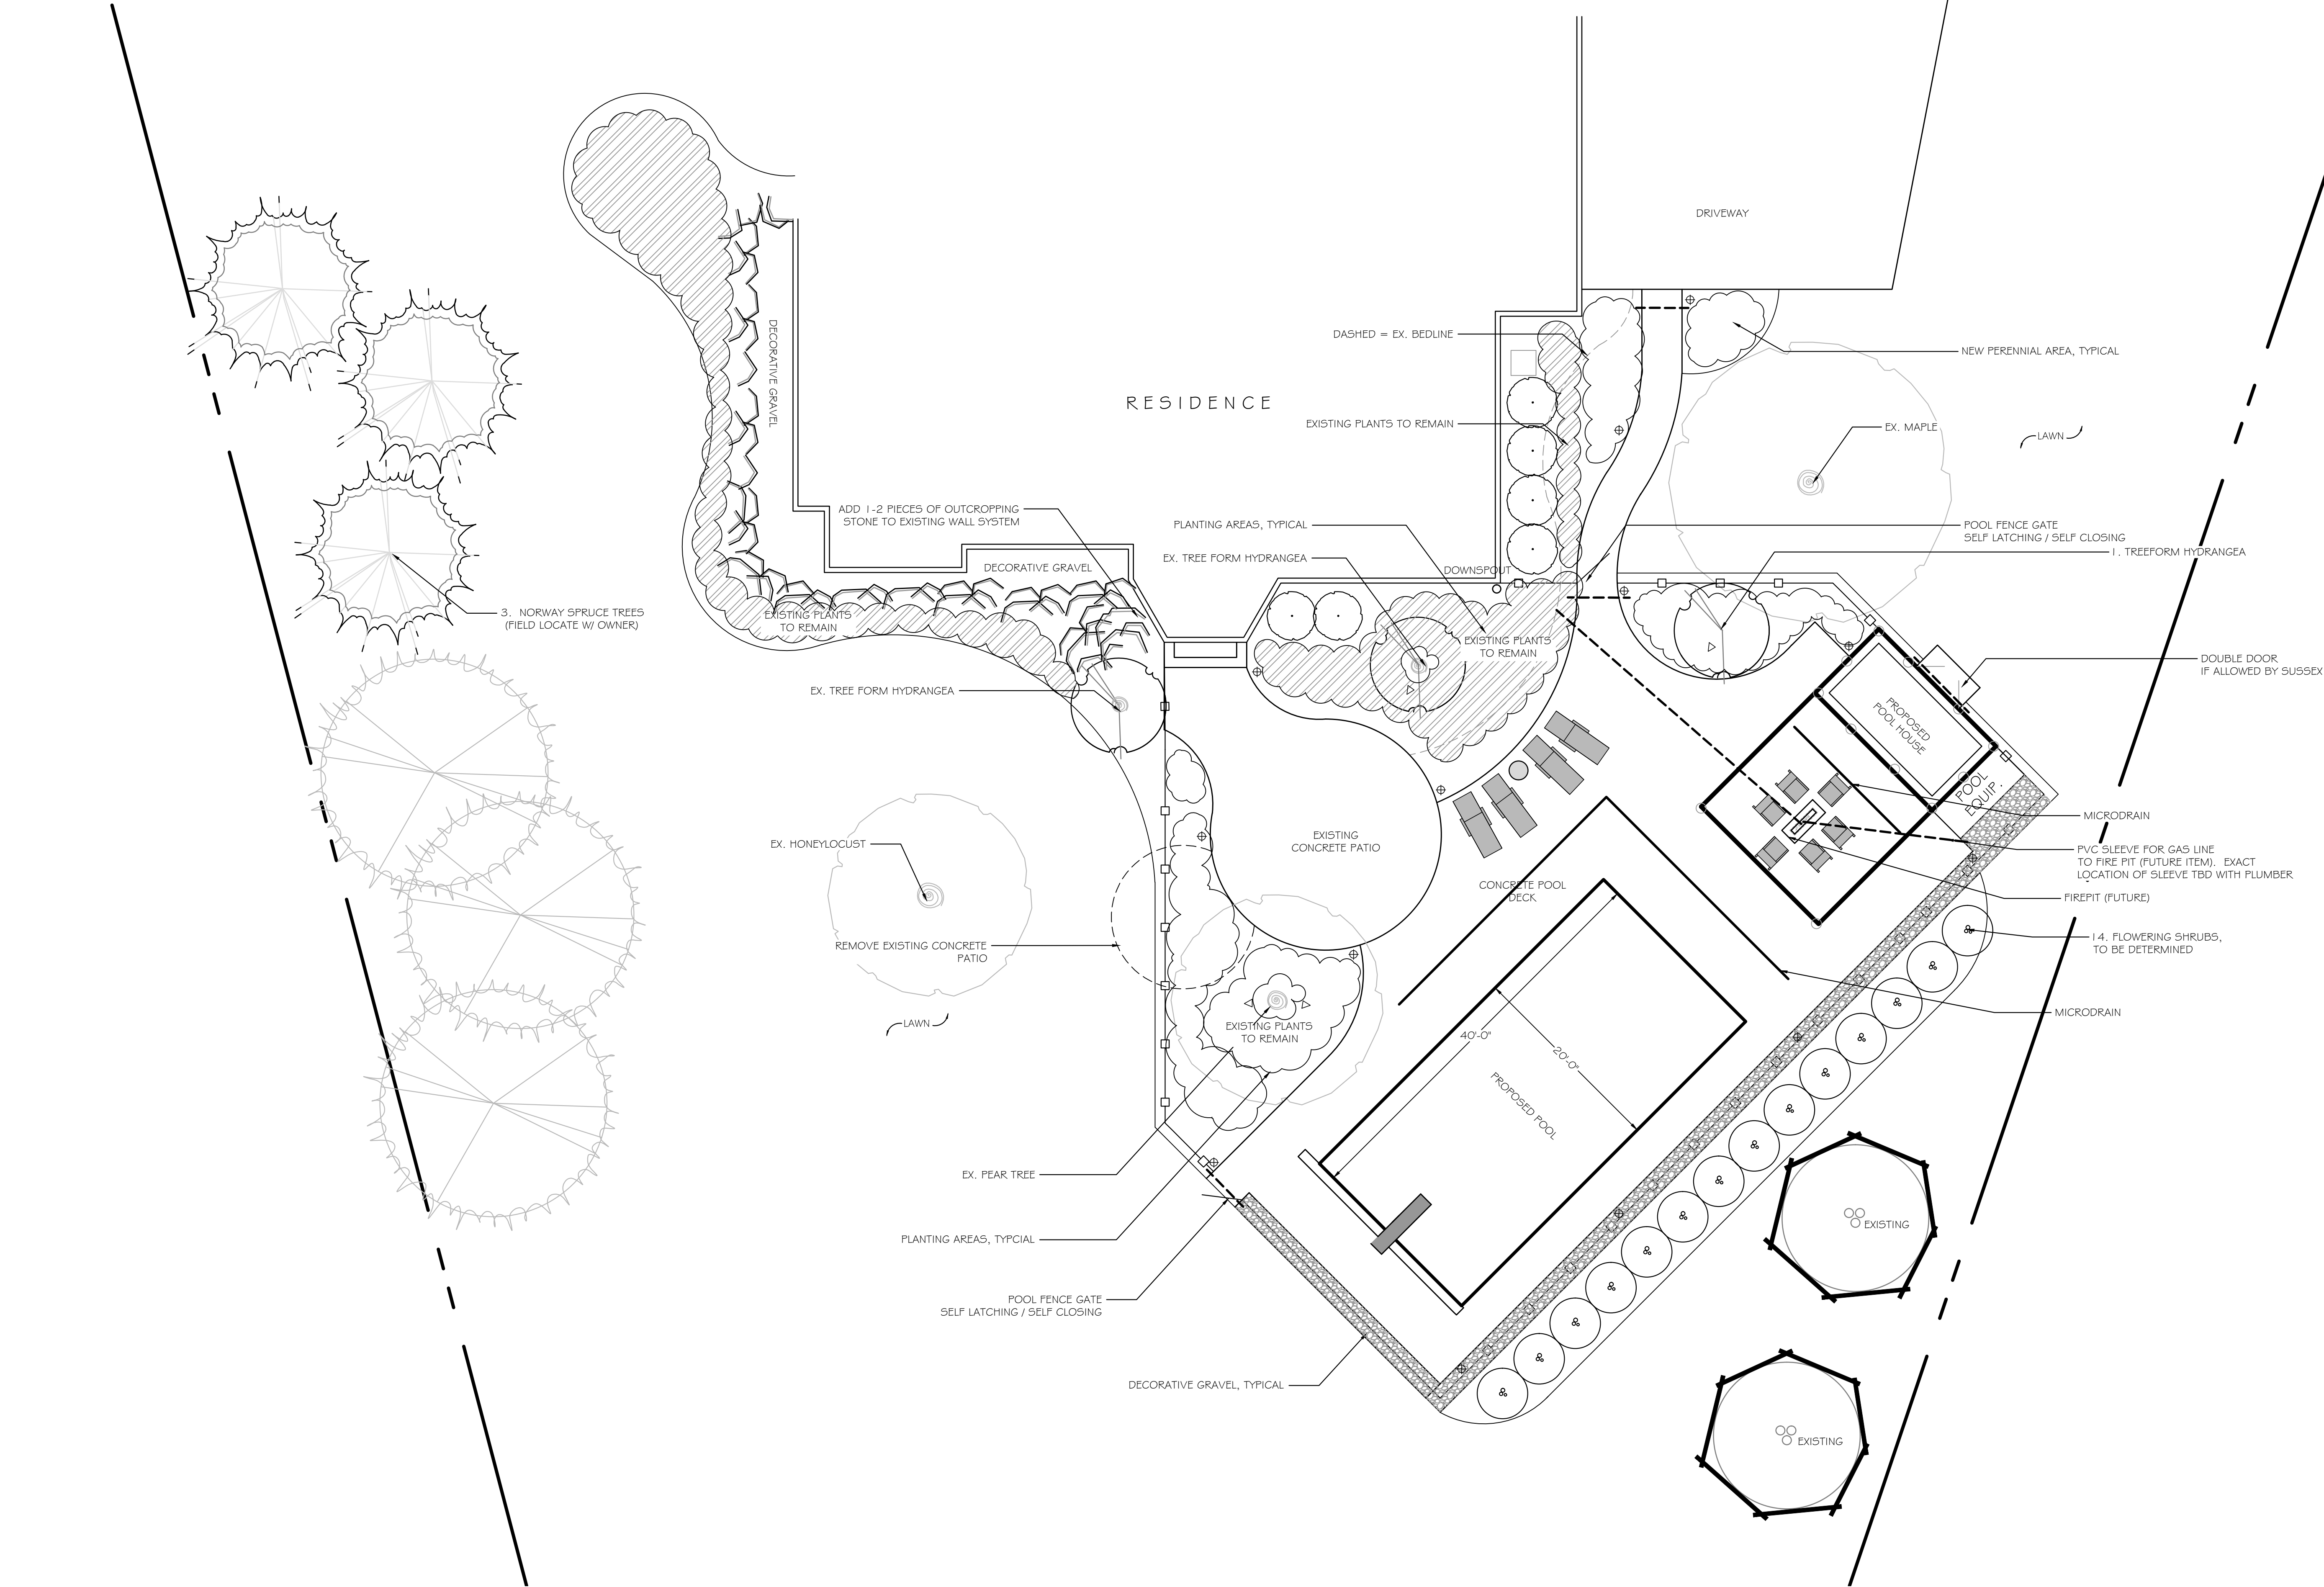 DRIVEWAY
DASHED = EX. BEDLINE
NEW PERENNIAL AREA, TYPICAL
DECORATIVE GRAVEL
RESIDENCE
EXISTING PLANTS TO REMAIN
EX. MAPLE
LAWN
ADD 1-2 PIECES OF OUTCROPPING
STONE TO EXISTING WALL SYSTEM
PLANTING AREAS, TYPICAL
POOL FENCE GATE
SELF LATCHING / SELF CLOSING
EX. TREE FORM HYDRANGEA
1. TREEFORM HYDRANGEA
DECORATIVE GRAVEL
DOWNSPOUT
3. NORWAY SPRUCE TREES
(FIELD LOCATE W/ OWNER)
EXISTING PLANTS
TO REMAIN
EXISTING PLANTS
TO REMAIN
DOUBLE DOOR
IF ALLOWED BY SUSSEX
EX. TREE FORM HYDRANGEA
PROPOSED
POOL HOUSE
POOL
EQUIP.
MICRODRAIN
EXISTING
CONCRETE PATIO
EX. HONEYLOCUST
PVC SLEEVE FOR GAS LINE
TO FIRE PIT (FUTURE ITEM). EXACT
LOCATION OF SLEEVE TBD WITH PLUMBER
CONCRETE POOL
DECK
FIREPIT (FUTURE)
REMOVE EXISTING CONCRETE
PATIO
14. FLOWERING SHRUBS,
TO BE DETERMINED
LAWN
EXISTING PLANTS
TO REMAIN
MICRODRAIN
40'-0"
20'-0"
PROPOSED POOL
EX. PEAR TREE
EXISTING
PLANTING AREAS, TYPCIAL
POOL FENCE GATE
SELF LATCHING / SELF CLOSING
DECORATIVE GRAVEL, TYPICAL
EXISTING